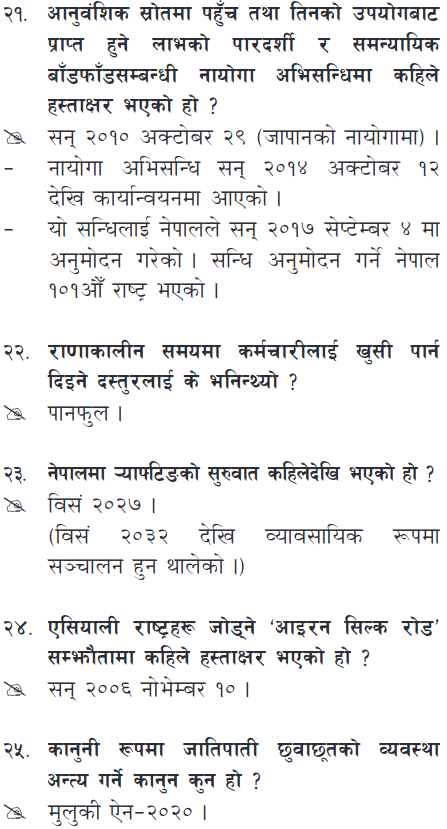 २१. आनुवंशिक स्रोतमा पहुँच तथा तिनको उपयोगबाट
प्राप्त हुने लाभको पारदर्शी र समन्यायिक
बाँडफाँडसम्बन्धी नायोगा अभिसन्धिमा कहिले
हस्ताक्षर भएको हो ?
सन् २०१० अक्टोबर २९ (जापानको नायोगामा) ।
- नायोगा अभिसन्धि सन् २०१४ अक्टोबर १२
देखि कार्यान्वयनमा आएको ।
- यो सन्धिलाई नेपालले सन् २०१७ सेप्टेम्बर ४ मा
अनुमोदन गरेको । सन्धि अनुमोदन गर्ने नेपाल
१०१औँ राष्ट्र भएको ।
२२. राणाकालीन समयमा कर्मचारीलाई खुसी पार्न
दिइने दस्तुरलाई के भनिन्थ्यो ?
पानफुल ।
२३. नेपालमा र्‍याफ्टिङको सुरुवात कहिलेदेखि भएको हो ?
विसं २०२७ ।
(विसं २०३२ देखि व्यावसायिक रूपमा
सञ्चालन हुन थालेको ।)
२४. एसियाली राष्ट्रहरू जोड्ने ‘आइरन सिल्क रोड’
सम्झौतामा कहिले हस्ताक्षर भएको हो ?
सन् २००६ नोभेम्बर १० ।
२५. कानुनी रूपमा जातिपाती छुवाछूतको व्यवस्था
अन्त्य गर्ने कानुन कुन हो ?
मुलुकी ऐन-२०२० ।